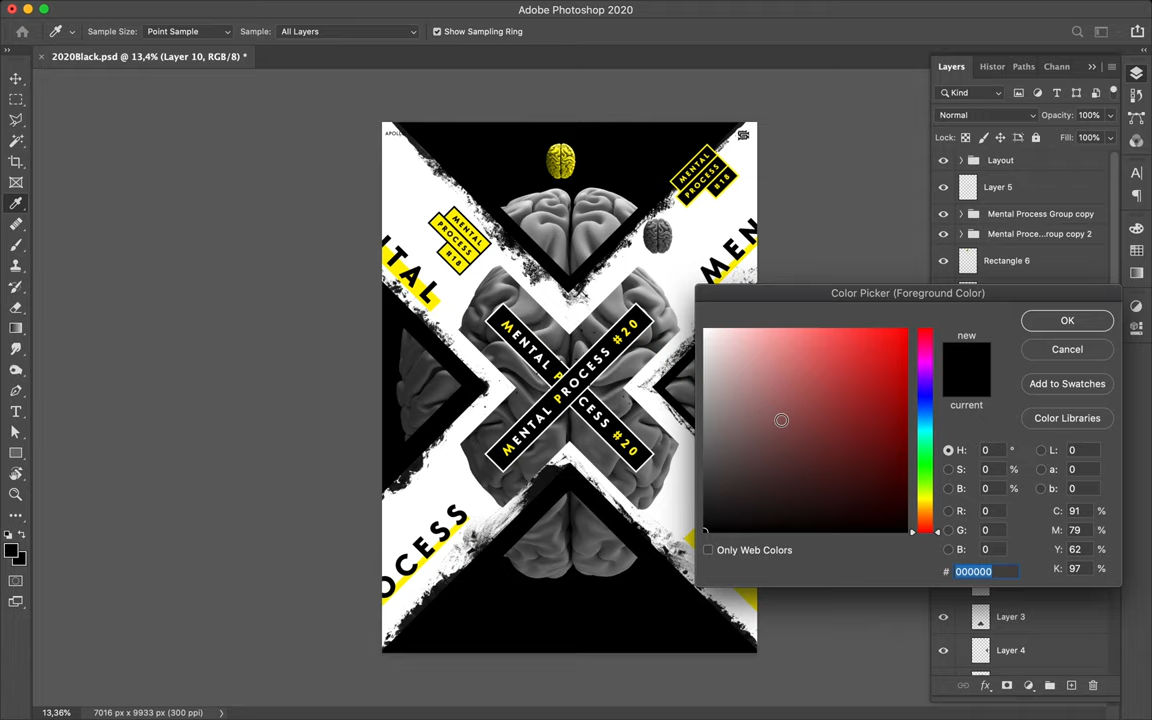 Adobe Photoshop 2020
Sample Size: Point Sample Sample: All Layers Show Sampling Ring
2020Black.psd @ 13,4% (Layer 10, RGB/8) *
Layers Histor Paths Chann
Kind
Normal Opacity: 100%
Lock: Fill: 100%
Layout
Layer 5
Mental Process Group copy
Mental Proce...roup copy 2
Rectangle 6
MENTAL
PROCESS
#18
MENTAL
PROCESS
#18
TAL
MEN
MENTAL P
CESS #20
MENTAL PROCESS #20
OCESS
Color Picker (Foreground Color)
OK
Cancel
Add to Swatches
Color Libraries
new
current
H: 0 °
S: 0 %
B: 0 %
R: 0
G: 0
B: 0
# 000000
L: 0
a: 0
b: 0
C: 91 %
M: 79 %
Y: 62 %
K: 97 %
Only Web Colors
Layer 3
Layer 4
13,36% 7016 px x 9933 px (300 ppi)